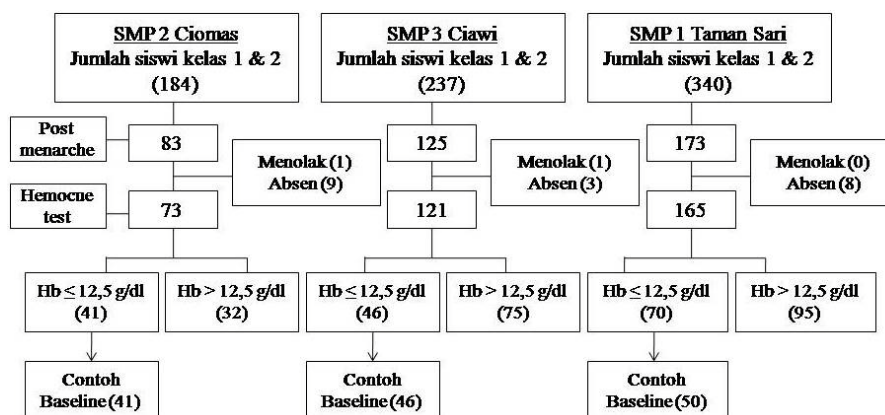 SMP 2 Ciomas
Jumlah siswi kelas 1 & 2
(184)
SMP 3 Ciawi
Jumlah siswi kelas 1 & 2
(237)
SMP 1 Taman Sari
Jumlah siswi kelas 1 & 2
(340)
Post
menarche
83
125
173
Menolak (1)
Absen (9)
Menolak (1)
Absen (3)
Menolak (0)
Absen (8)
Hemocue
test
73
121
165
Hb ≤ 12,5 g/dl
(41)
Hb > 12,5 g/dl
(32)
Hb ≤ 12,5 g/dl
(46)
Hb > 12,5 g/dl
(75)
Hb ≤ 12,5 g/dl
(70)
Hb > 12,5 g/dl
(95)
Contoh
Baseline (41)
Contoh
Baseline (46)
Contoh
Baseline (50)